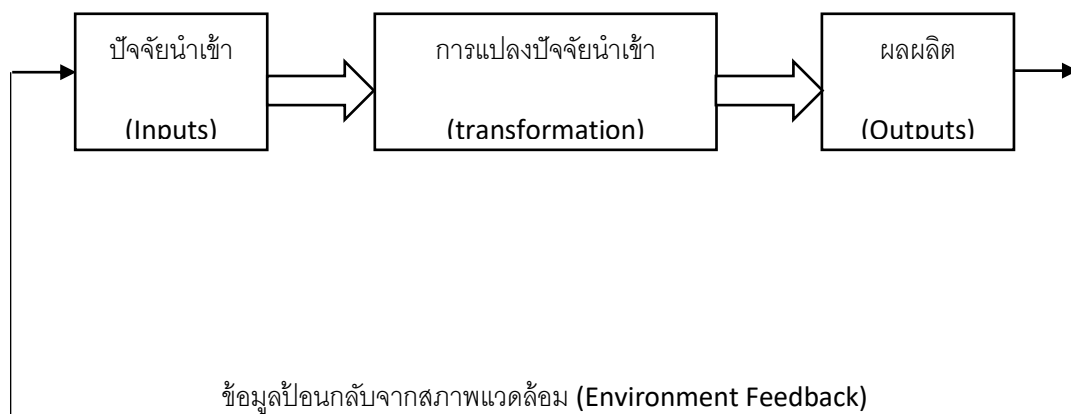 ปัจจัยนำเข้า
(Inputs)
การแปลงปัจจัยนำเข้า
(transformation)
ผลผลิต
(Outputs)
ข้อมูลป้อนกลับจากสภาพแวดล้อม (Environment Feedback)